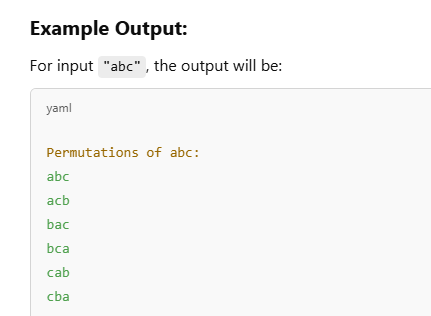 Example Output:
For input "abc", the output will be:
yaml
Permutations of abc:
abc
acb
bac
bca
cab
cba